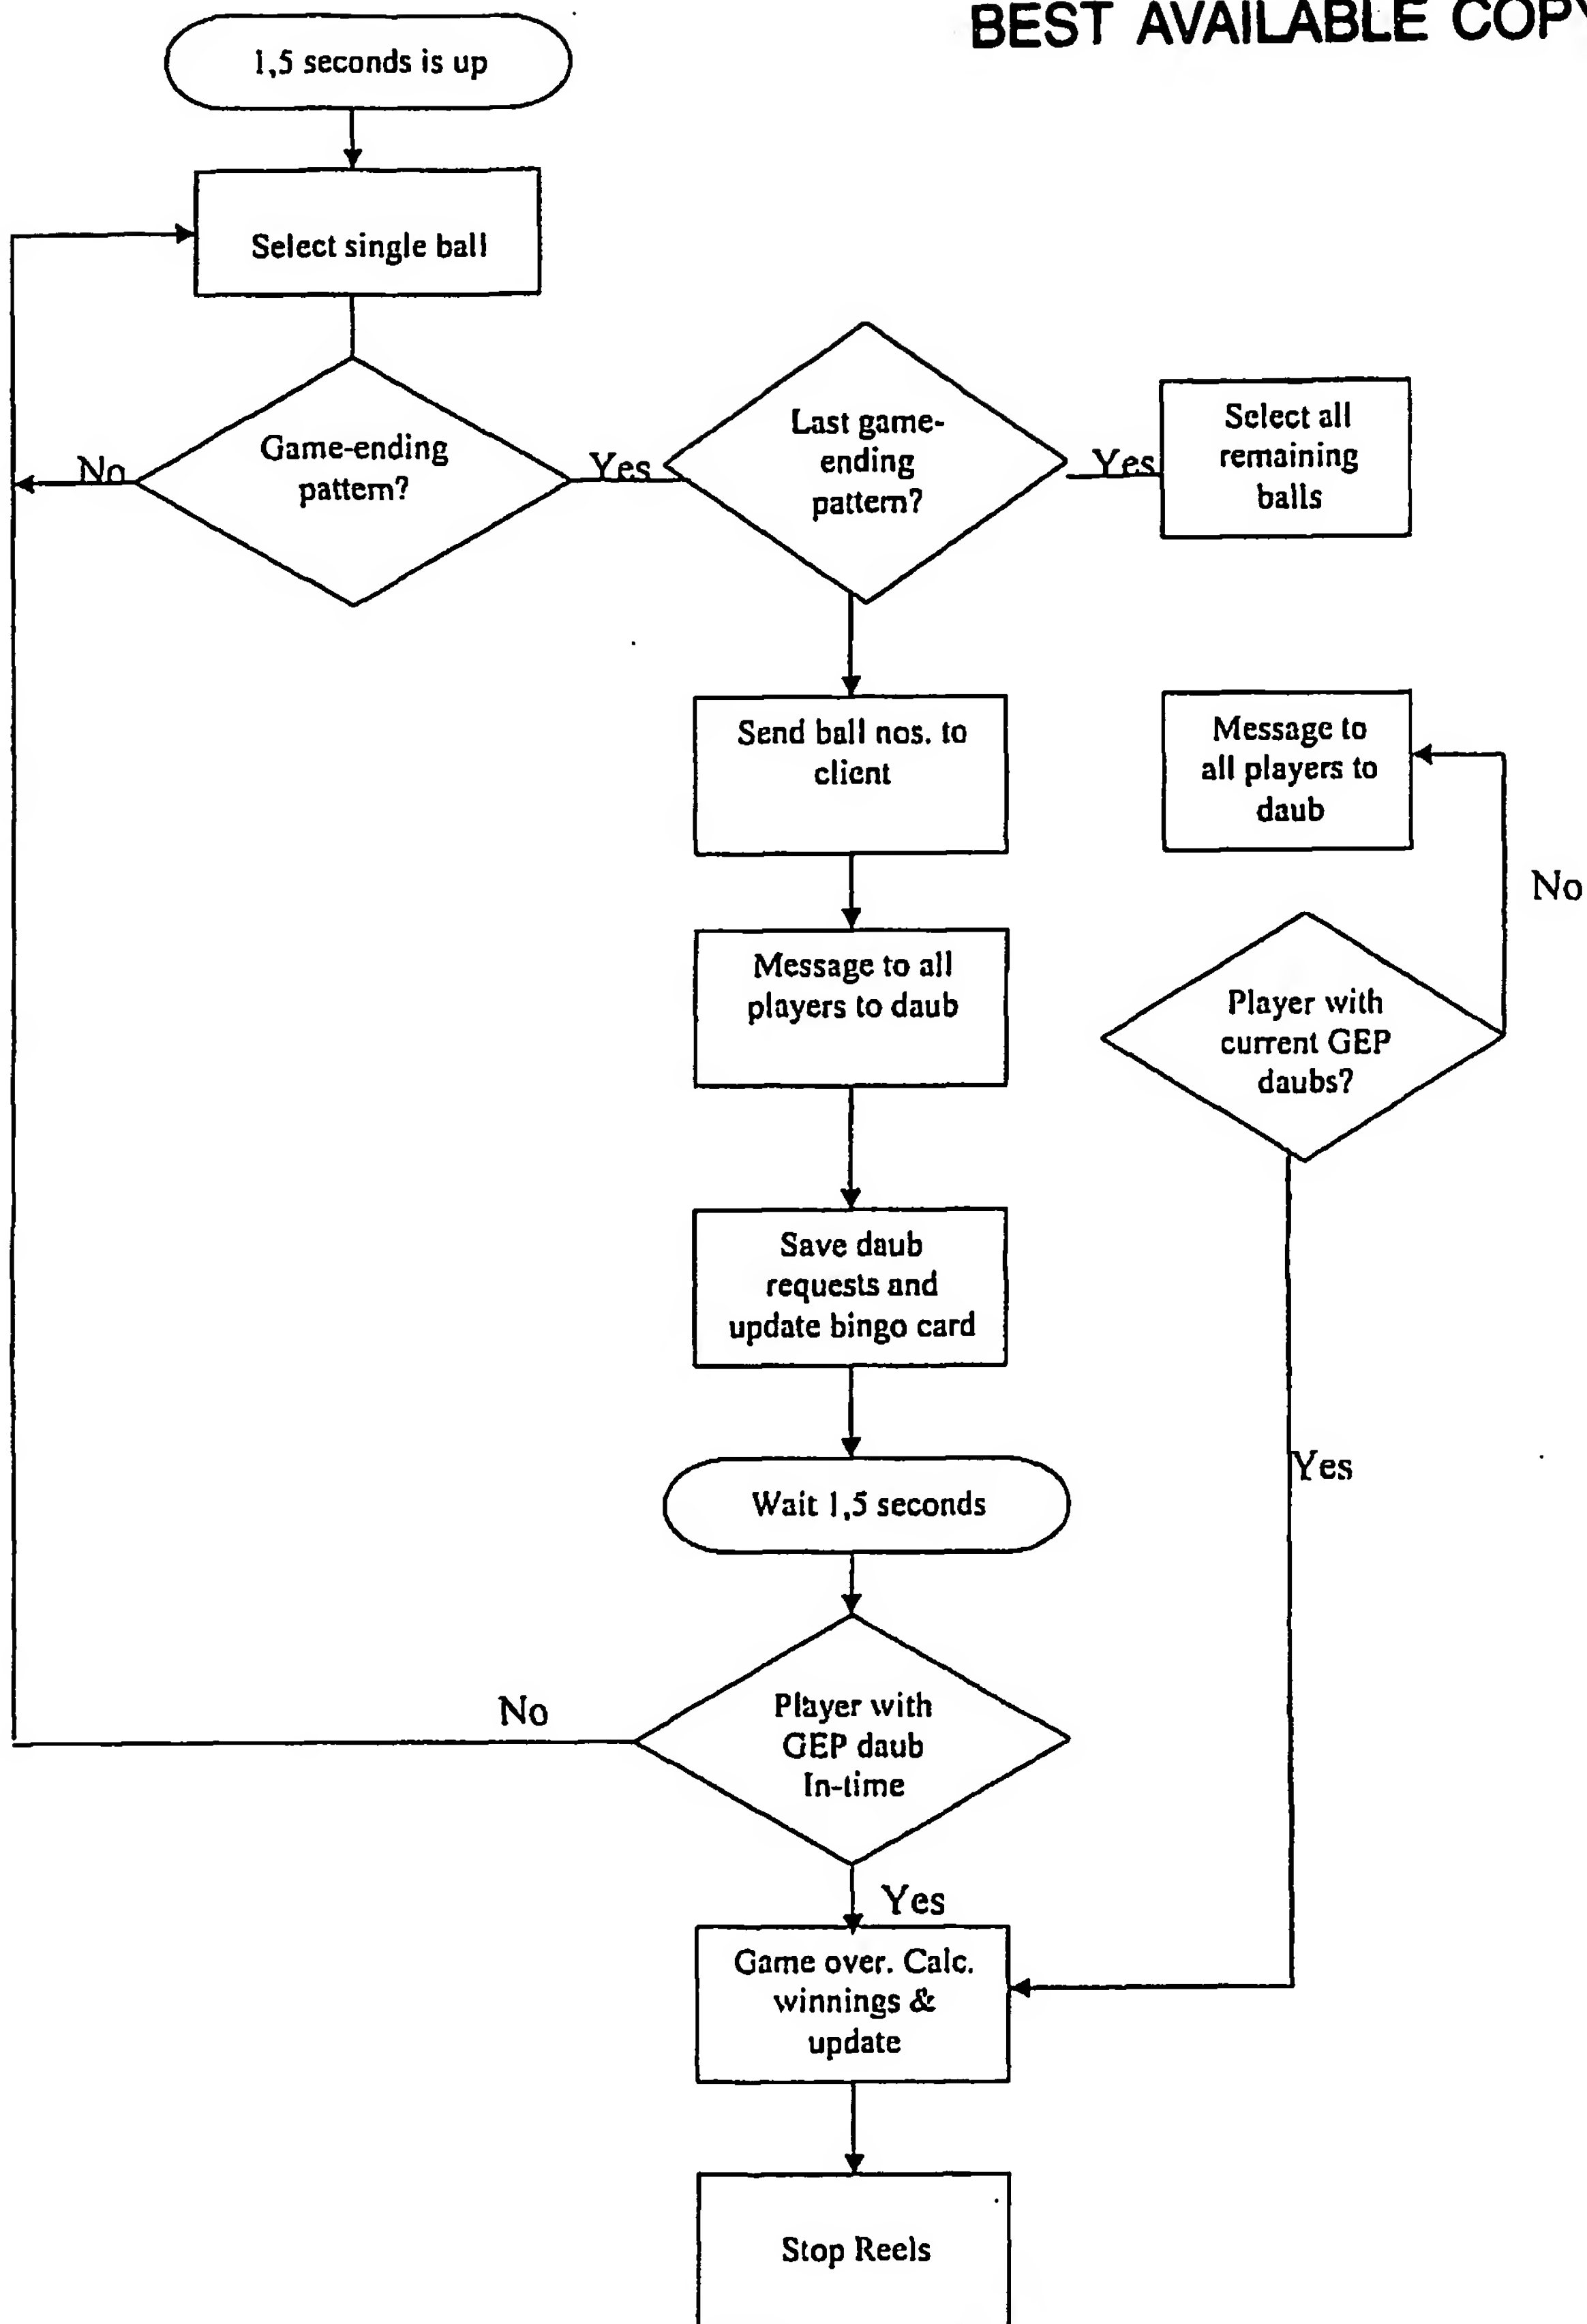 BEST AVAILABLE COPY
1,5 seconds is up
Select single ball
Game-ending
pattern?
No
Yes
Last game-
ending
pattern?
Yes
Select all
remaining
balls
Send ball nos. to
client
Message to
all players to
daub
No
Message to all
players to daub
Player with
current GEP
daubs?
Save daub
requests and
update bingo card
Yes
Wait 1,5 seconds
No
Player with
GEP daub
In-time
Yes
Game over. Calc.
winnings &
update
Stop Reels